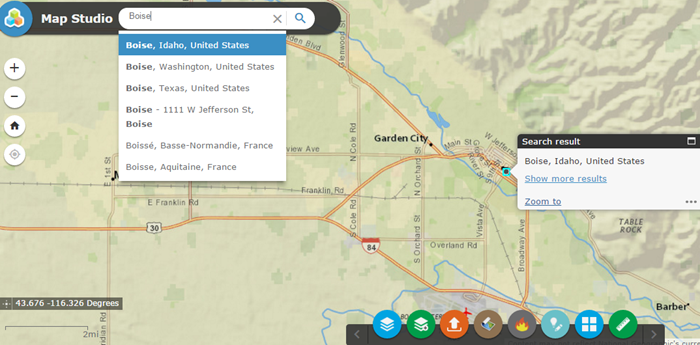 Map Studio
Boise
Boise, Idaho, United States
Boise, Washington, United States
Boise, Texas, United States
Boise - 1111 W Jefferson St,
Boise
Boissé, Basse-Normandie, France
Boisse, Aquitaine, France
Glenwood St
Garden City
Main St
W Jeffer
Search result
Boise, Idaho, United States
Show more results
Zoom to
E 1st St
view Ave
N Cole Rd
N Orchard St
Franklin Rd
E Franklin Rd
30
S Cole Rd
84
S Orchard St
Overland Rd
Vista Ave
Broadway Ave
TABLE
ROCK
43.676 -116.326 Degrees
2mi
Barber